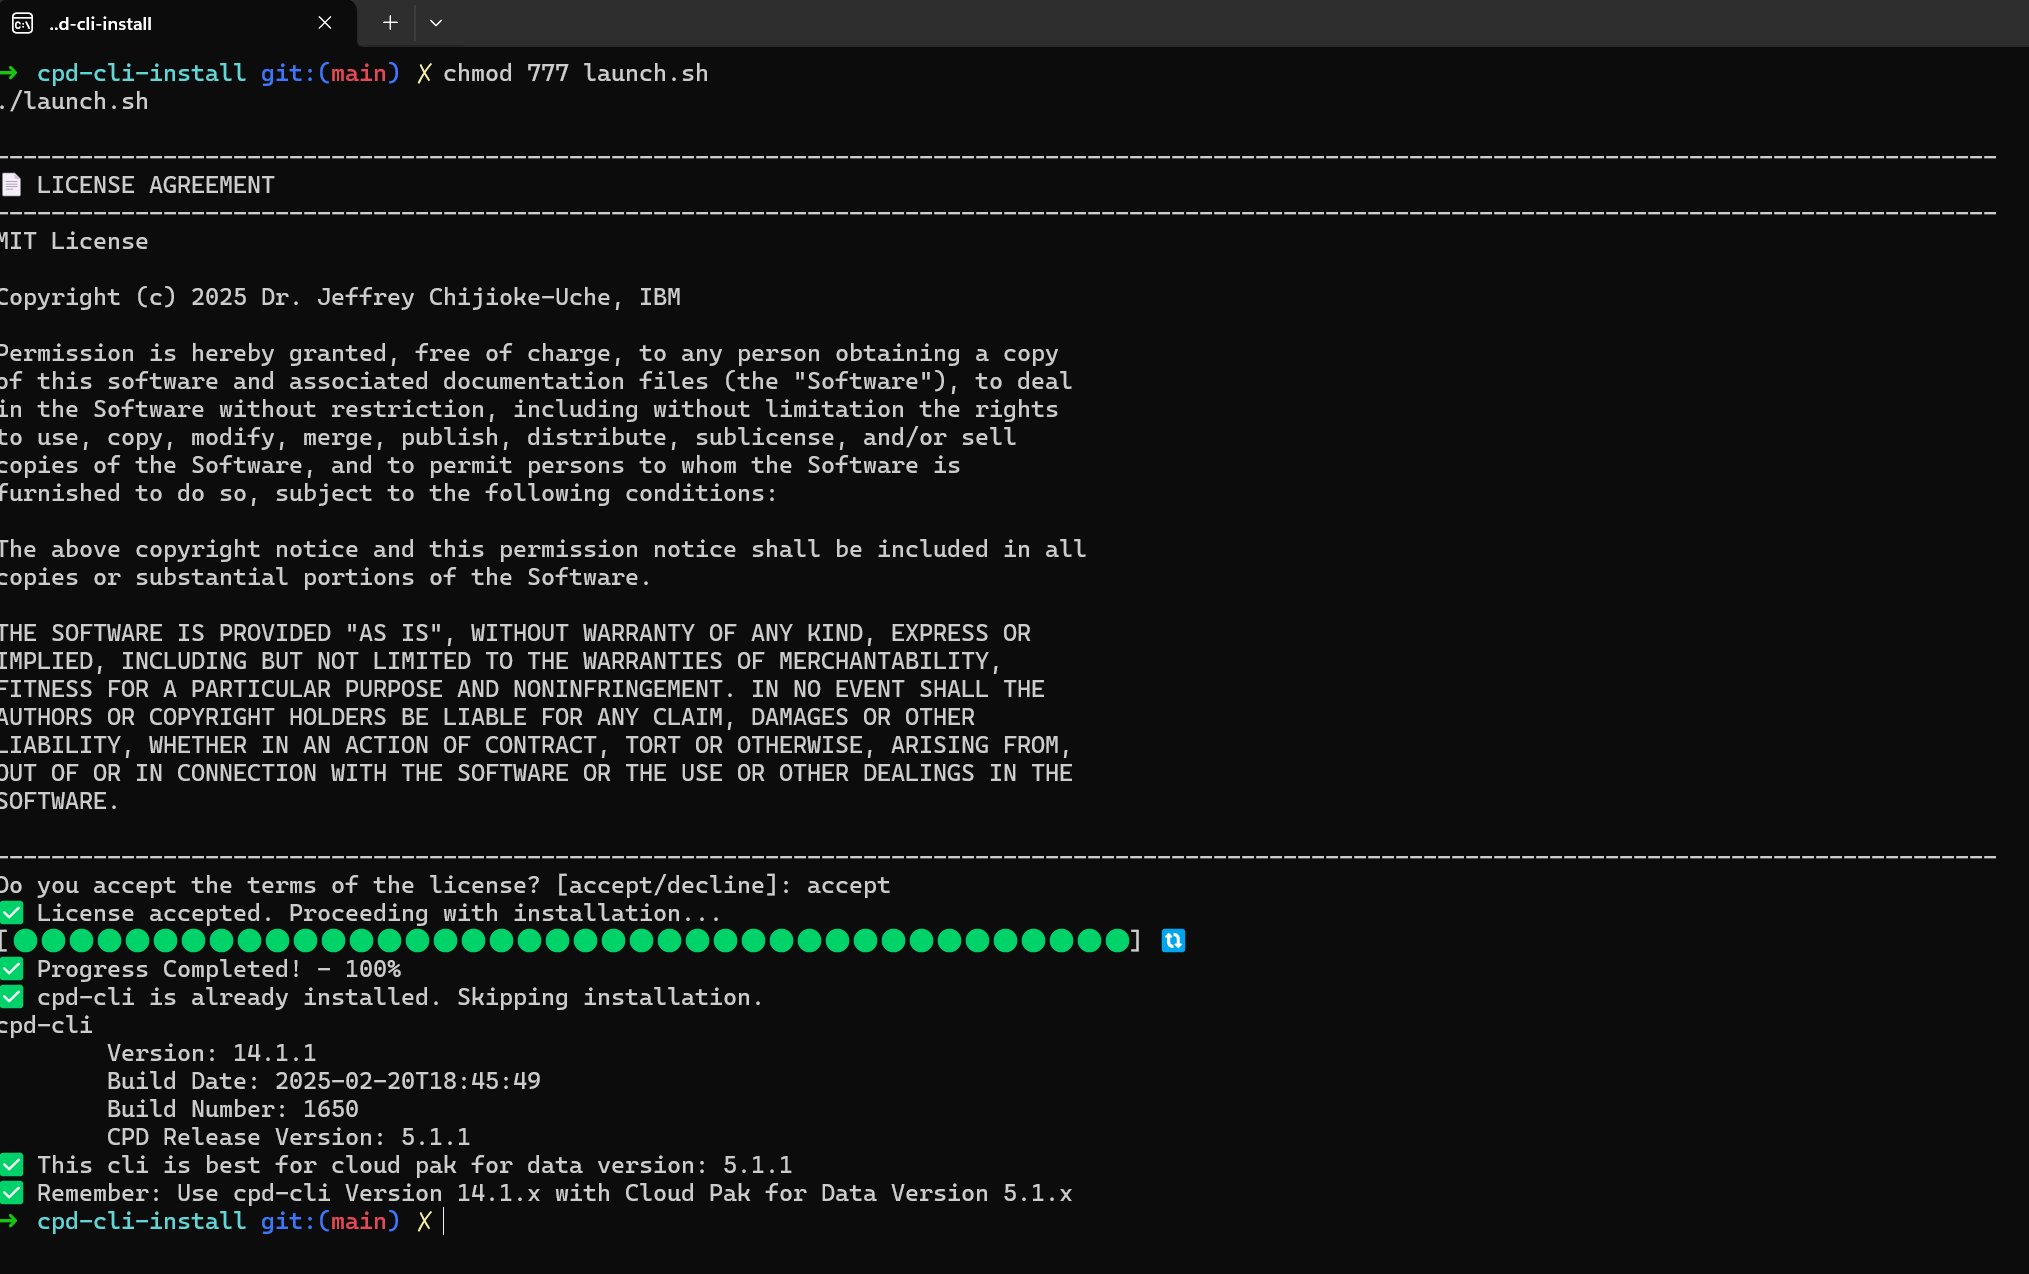 ..d-cli-install
➜ cpd-cli-install git:(main) ✗ chmod 777 launch.sh
./launch.sh
----------------------------------------------------------------------------------------------------------------------------------------------
📄 LICENSE AGREEMENT
----------------------------------------------------------------------------------------------------------------------------------------------
MIT License
Copyright (c) 2025 Dr. Jeffrey Chijioke-Uche, IBM
Permission is hereby granted, free of charge, to any person obtaining a copy
of this software and associated documentation files (the "Software"), to deal
in the Software without restriction, including without limitation the rights
to use, copy, modify, merge, publish, distribute, sublicense, and/or sell
copies of the Software, and to permit persons to whom the Software is
furnished to do so, subject to the following conditions:
The above copyright notice and this permission notice shall be included in all
copies or substantial portions of the Software.
THE SOFTWARE IS PROVIDED "AS IS", WITHOUT WARRANTY OF ANY KIND, EXPRESS OR
IMPLIED, INCLUDING BUT NOT LIMITED TO THE WARRANTIES OF MERCHANTABILITY,
FITNESS FOR A PARTICULAR PURPOSE AND NONINFRINGEMENT. IN NO EVENT SHALL THE
AUTHORS OR COPYRIGHT HOLDERS BE LIABLE FOR ANY CLAIM, DAMAGES OR OTHER
LIABILITY, WHETHER IN AN ACTION OF CONTRACT, TORT OR OTHERWISE, ARISING FROM,
OUT OF OR IN CONNECTION WITH THE SOFTWARE OR THE USE OR OTHER DEALINGS IN THE
SOFTWARE.
----------------------------------------------------------------------------------------------------------------------------------------------
Do you accept the terms of the license? [accept/decline]: accept
✅ License accepted. Proceeding with installation...
[🟢🟢🟢🟢🟢🟢🟢🟢🟢🟢🟢🟢🟢🟢🟢🟢🟢🟢🟢🟢🟢🟢🟢🟢🟢🟢🟢🟢🟢🟢🟢🟢🟢🟢🟢🟢🟢🟢🟢🟢] 🔃
✅ Progress Completed! - 100%
✅ cpd-cli is already installed. Skipping installation.
cpd-cli
Version: 14.1.1
Build Date: 2025-02-20T18:45:49
Build Number: 1650
CPD Release Version: 5.1.1
✅ This cli is best for cloud pak for data version: 5.1.1
✅ Remember: Use cpd-cli Version 14.1.x with Cloud Pak for Data Version 5.1.x
➜ cpd-cli-install git:(main) ✗